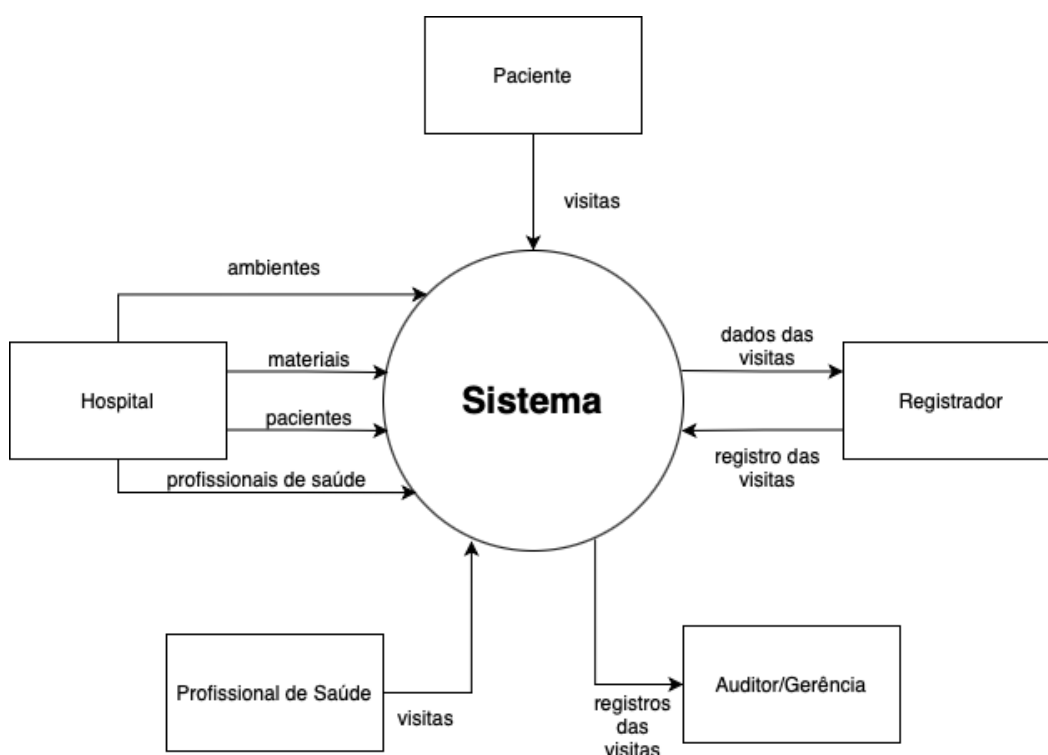 Paciente
visitas
ambientes
materiais
pacientes
profissionais de saúde
Hospital
Sistema
dados das
visitas
registro das
visitas
Registrador
Profissional de Saúde
visitas
registros
das
visitas
Auditor/Gerência